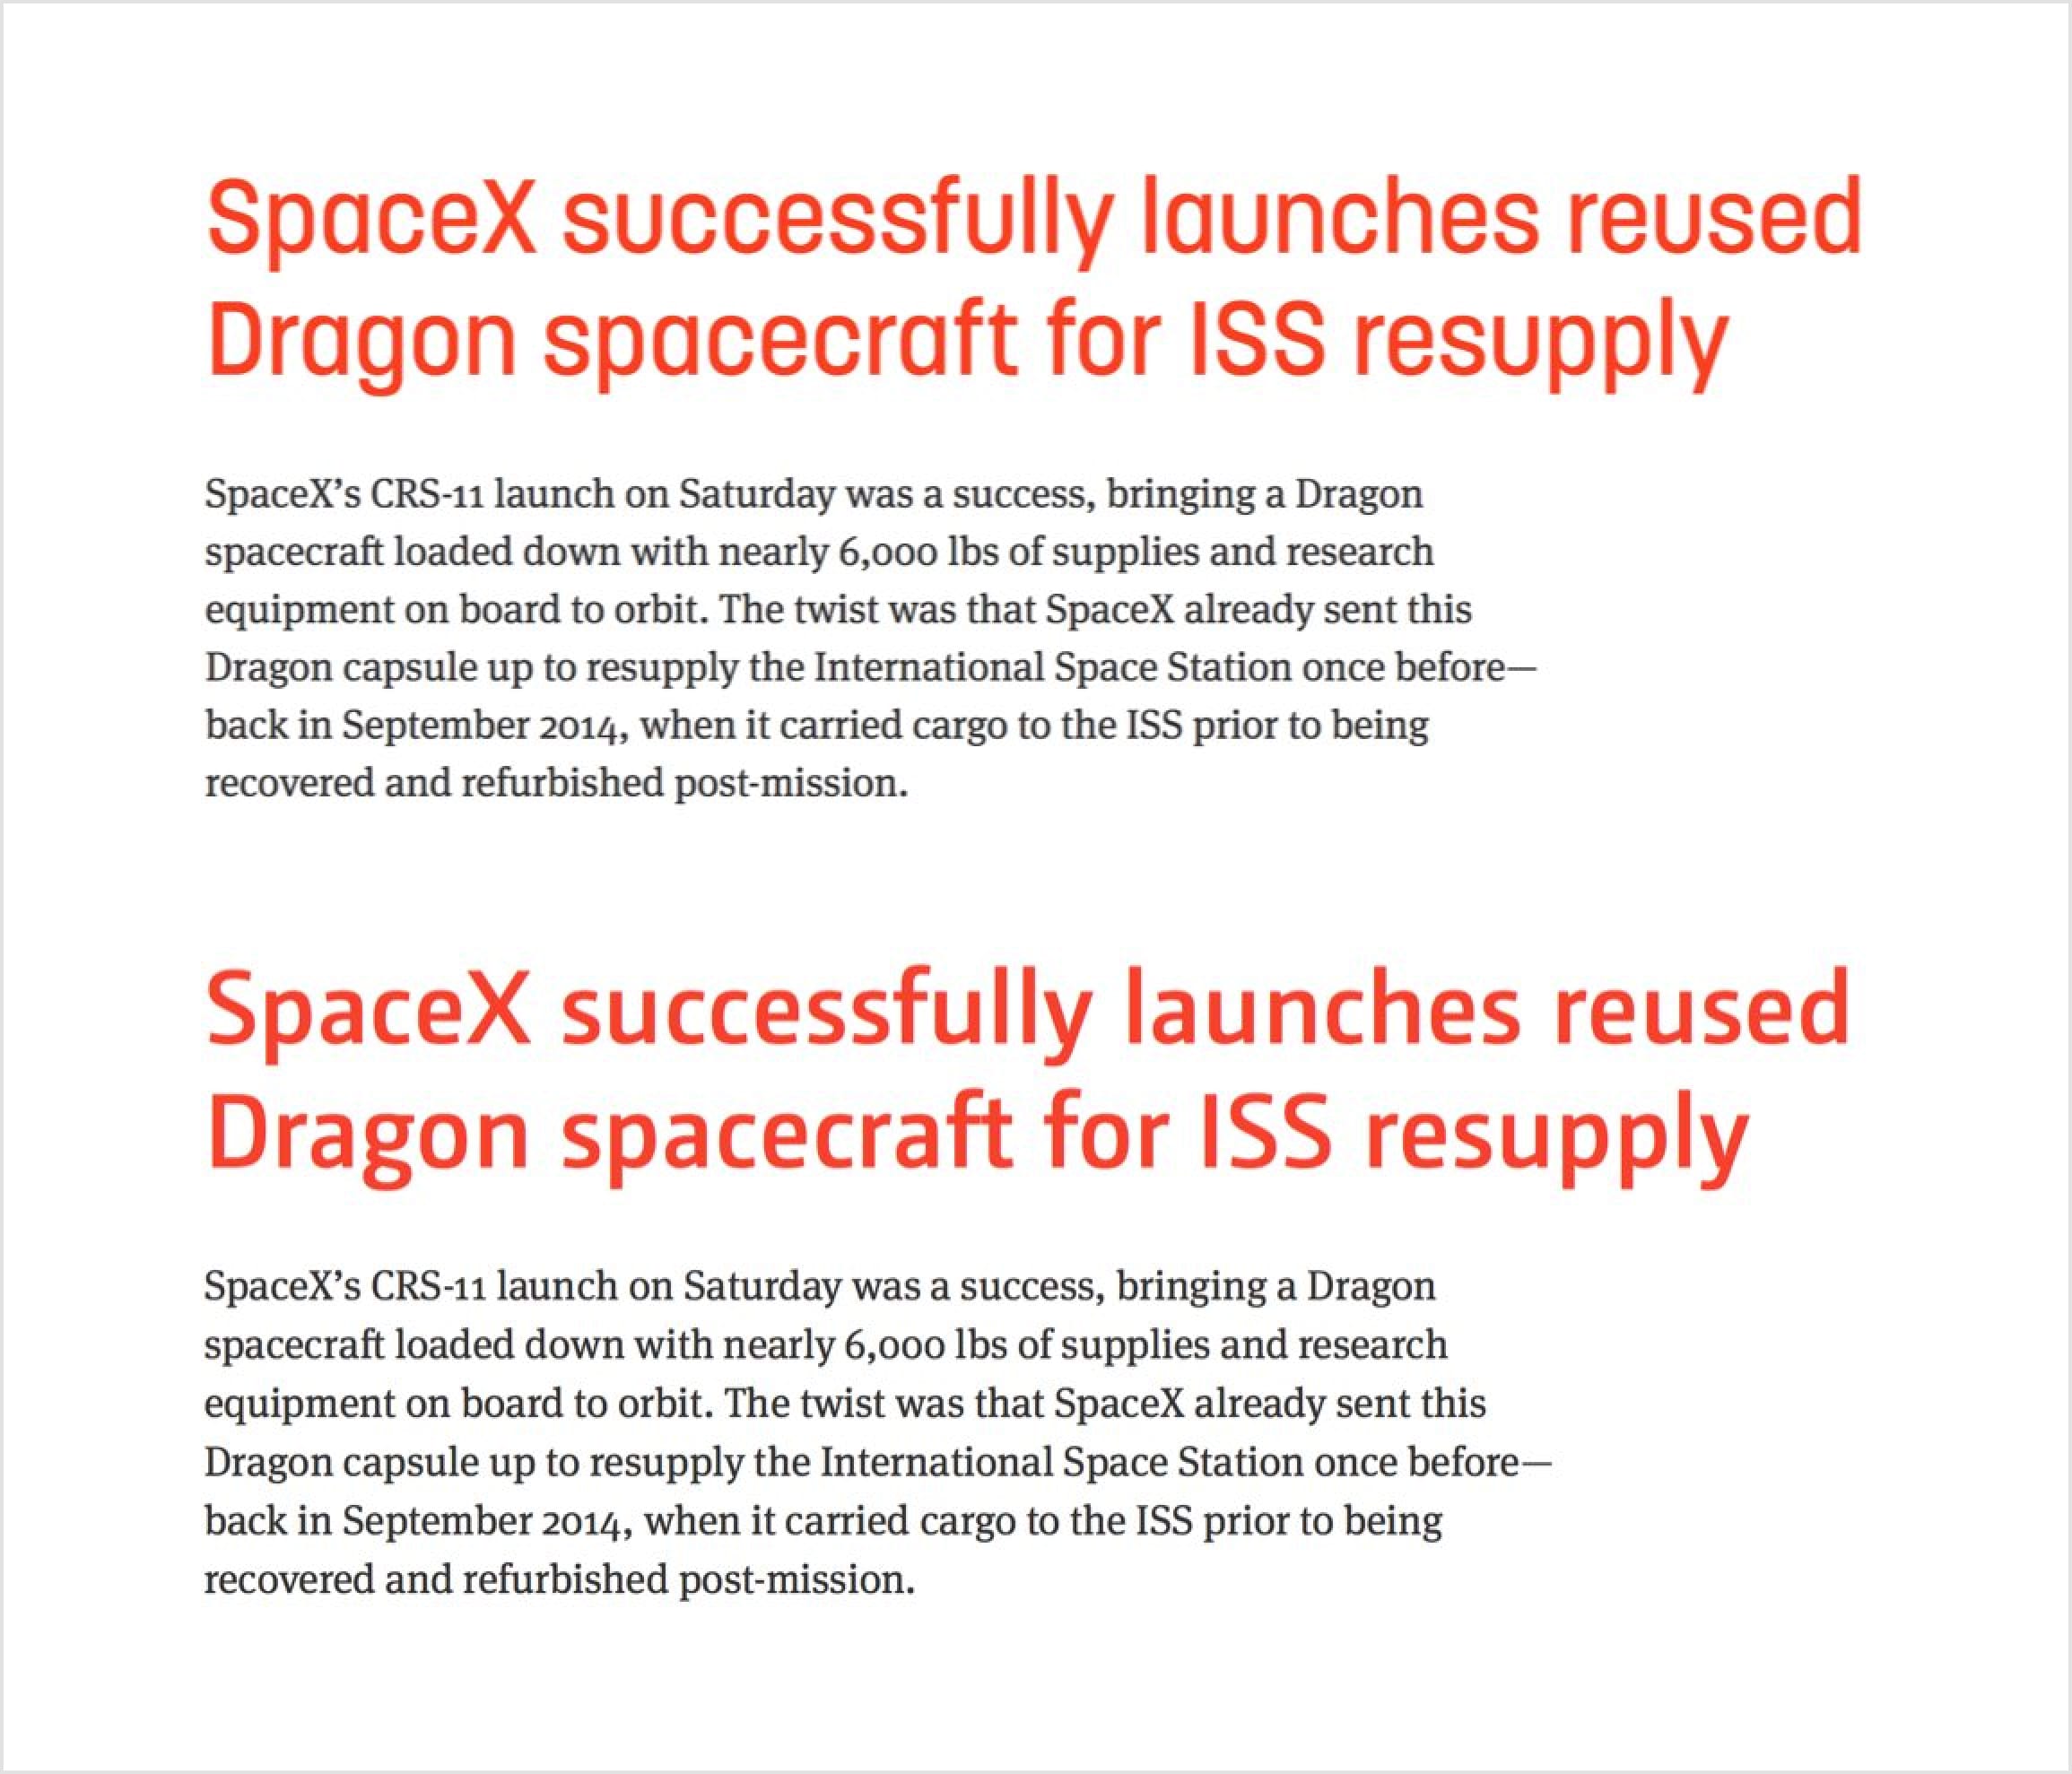 SpaceX successfully launches reused
Dragon spacecraft for ISS resupply
SpaceX’s CRS-11 launch on Saturday was a success, bringing a Dragon
spacecraft loaded down with nearly 6,000 lbs of supplies and research
equipment on board to orbit. The twist was that SpaceX already sent this
Dragon capsule up to resupply the International Space Station once before—
back in September 2014, when it carried cargo to the ISS prior to being
recovered and refurbished post-mission.
SpaceX successfully launches reused
Dragon spacecraft for ISS resupply
SpaceX’s CRS-11 launch on Saturday was a success, bringing a Dragon
spacecraft loaded down with nearly 6,000 lbs of supplies and research
equipment on board to orbit. The twist was that SpaceX already sent this
Dragon capsule up to resupply the International Space Station once before—
back in September 2014, when it carried cargo to the ISS prior to being
recovered and refurbished post-mission.